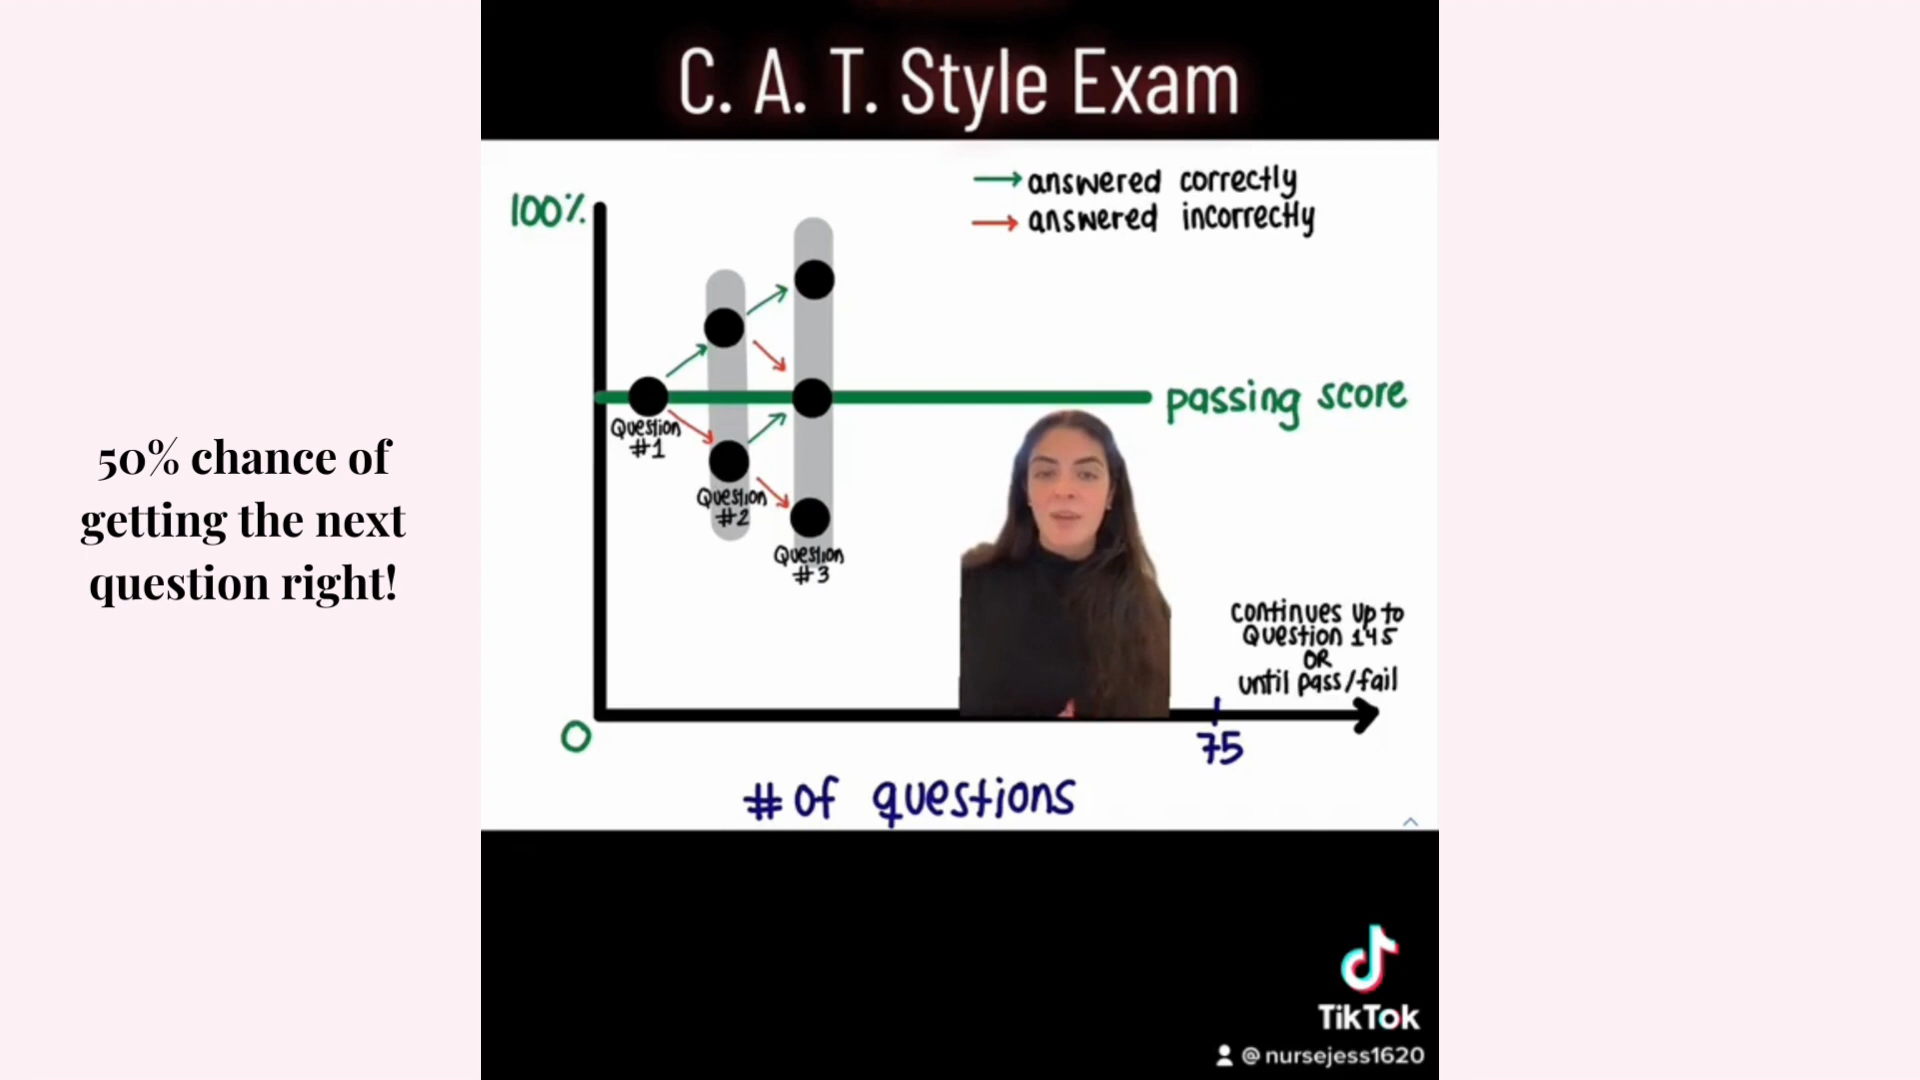 50% chance of
getting the next
question right!
C. A. T. Style Exam
100%
answered correctly
answered incorrectly
passing score
Question
#1
Question
#2
Question
#3
continues up to
Question 145
OR
until pass/fail
0
75
# of questions
TikTok
@nursejess1620